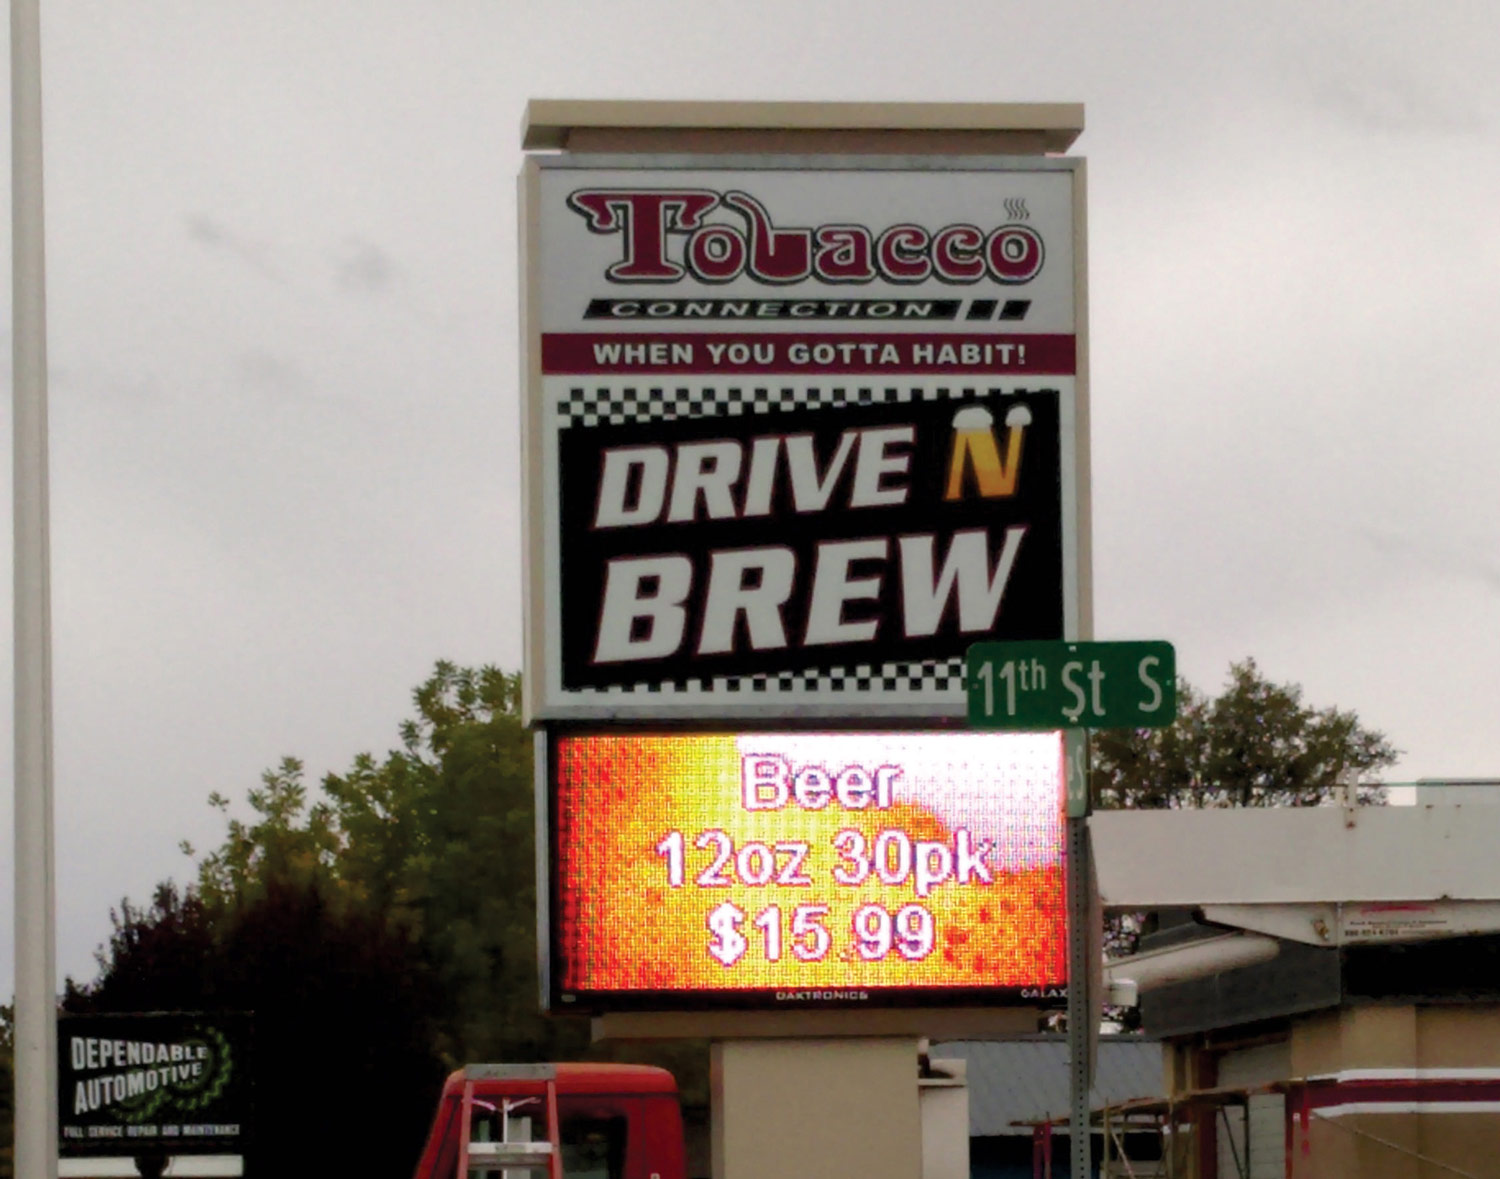 Tobacco
CONNECTION
WHEN YOU GOTTA HABIT!
DRIVE N
BREW
11th St S
Beer
12oz 30pk
$15.99
DAKTRONICS
GALAX
DEPENDABLE
AUTOMOTIVE
FULL SERVICE REPAIR AND MAINTENANCE